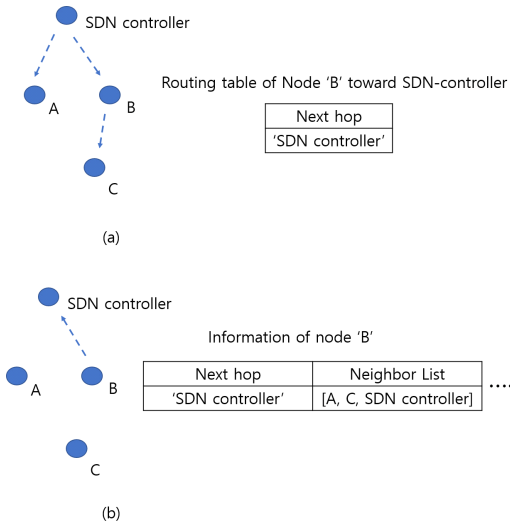 SDN controller
A
B
C
Routing table of Node ‘B’ toward SDN-controller
Next hop
‘SDN controller’
(a)
SDN controller
A
B
C
Information of node ‘B’
Next hop Neighbor List
‘SDN controller’ [A, C, SDN controller] ....
(b)